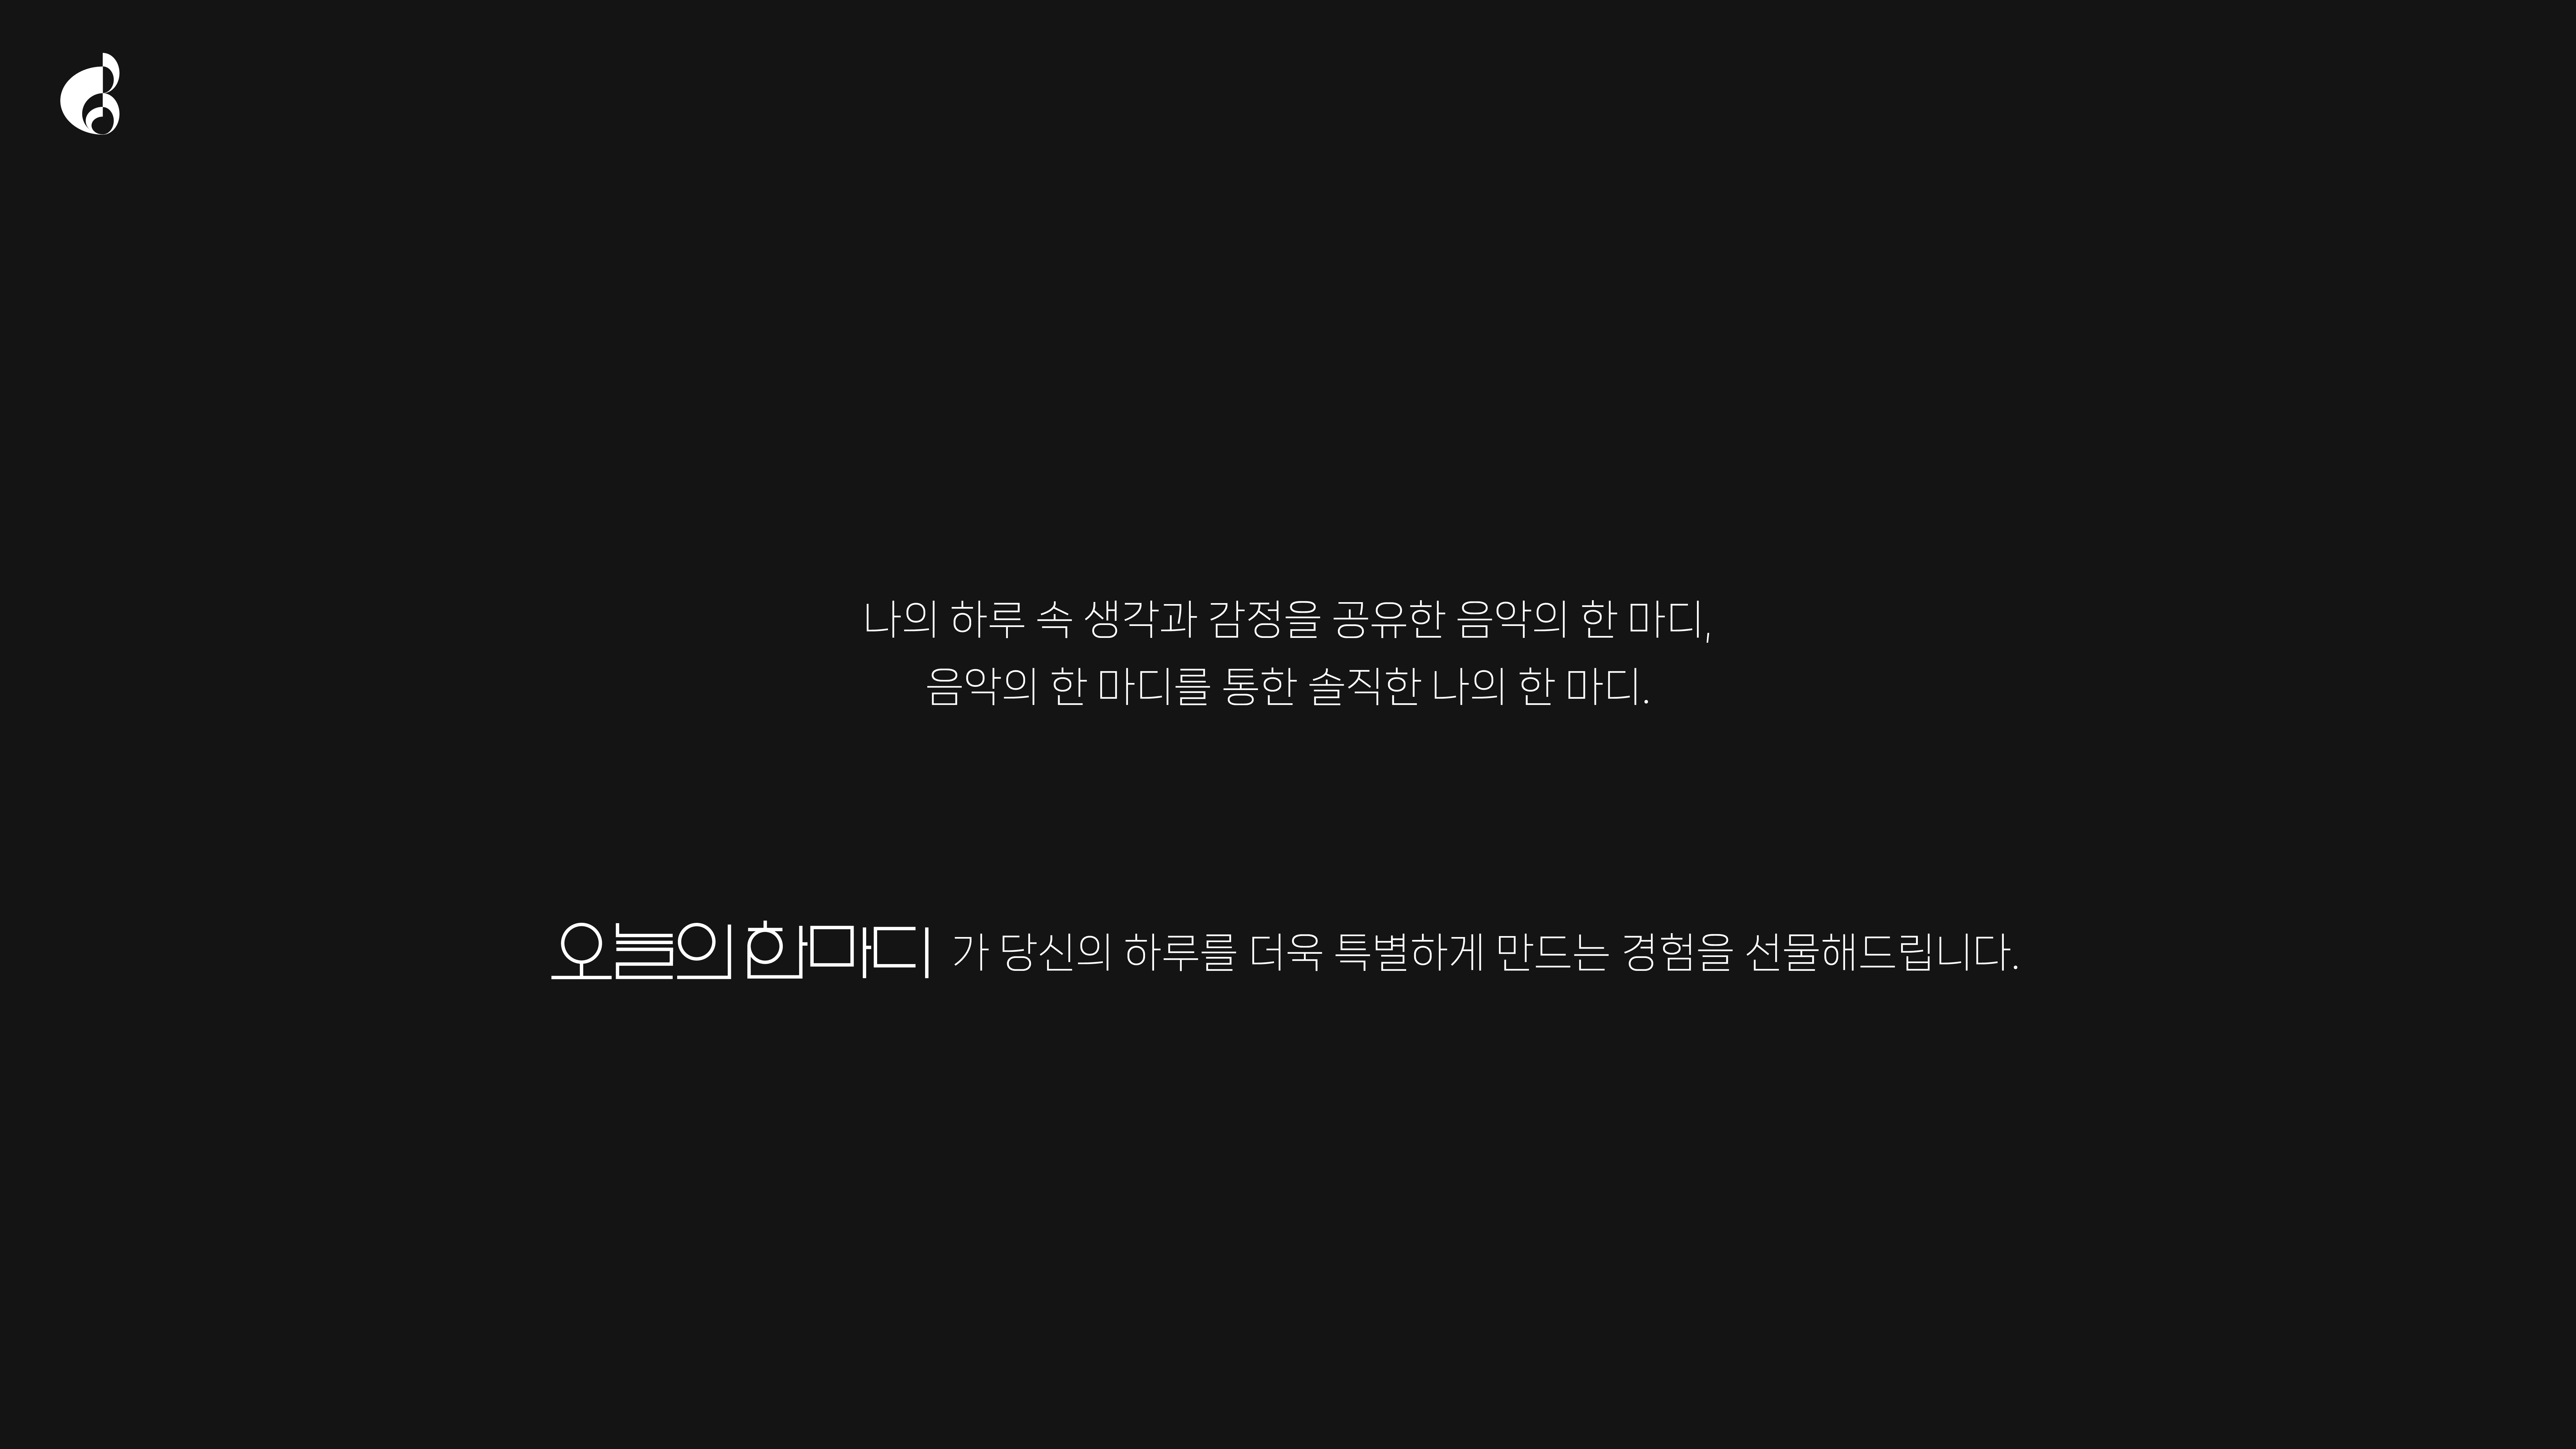 나의 하루 속 생각과 감정을 공유한 음악의 한 마디,
음악의 한 마디를 통한 솔직한 나의 한 마디.
오늘의 한마디 가 당신의 하루를 더욱 특별하게 만드는 경험을 선물해드립니다.